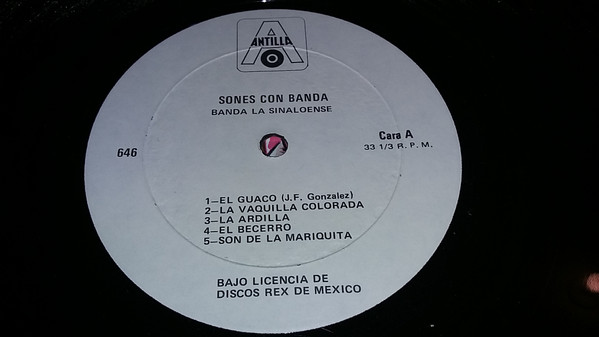 ANTILLA
SONES CON BANDA
BANDA LA SINALOENSE
646
Cara A
33 1/3 R.P.M.
1—EL GUACO (J.F. Gonzalez)
2—LA VAQUILLA COLORADA
3—LA ARDILLA
4—EL BECERRO
5—SON DE LA MARIQUITA
BAJO LICENCIA DE
DISCOS REX DE MEXICO